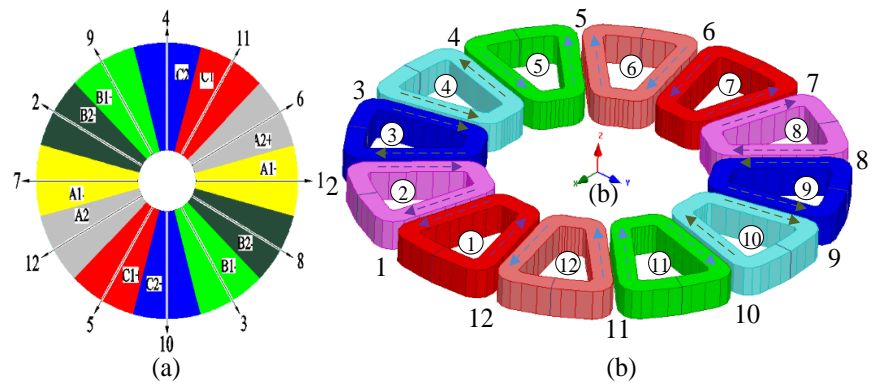 4
9
11
C2
C1
B1-
2
6
B2-
A2+
A1-
7
1
A1-
A2
B2-
12
8
C1+
B1-
C2-
5
3
10
(a)
(b)
5
6
4
⑤
⑥
7
④
⑦
3
⑧
③
Z
8
X
(b)
Y
②
⑨
2
①
⑫
⑪
⑩
9
1
10
12
11
(b)